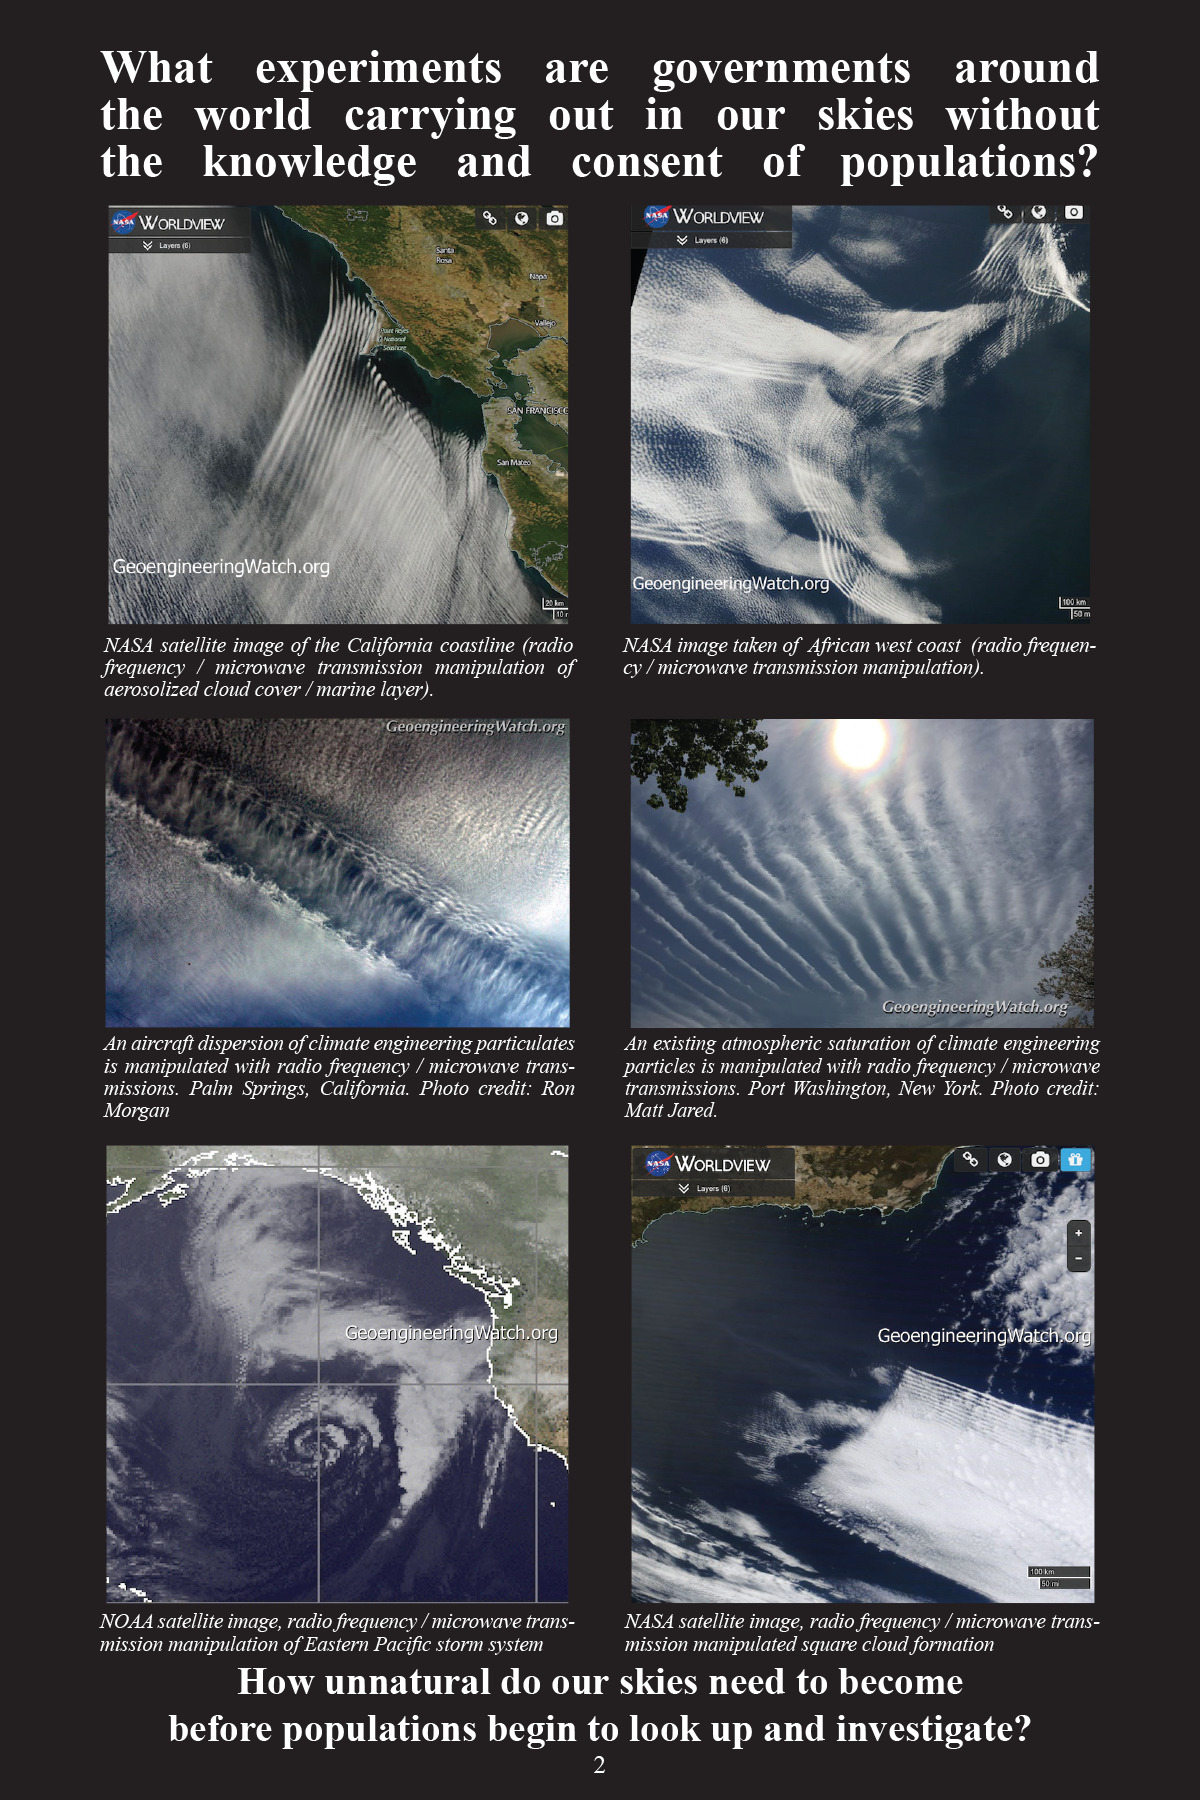 What experiments are governments around
the world carrying out in our skies without
the knowledge and consent of populations?
NASA WORLDVIEW
Layers (6)
Santa
Rosa
Napa
Vallejo
Point Reyes
National
Seashore
SAN FRANCISCO
San Mateo
GeoengineeringWatch.org
20 km
10 m
NASA WORLDVIEW
Layers (6)
GeoengineeringWatch.org
100 km
50 m
NASA satellite image of the California coastline (radio
frequency / microwave transmission manipulation of
aerosolized cloud cover / marine layer).
NASA image taken of African west coast (radio frequen-
cy / microwave transmission manipulation).
GeoengineeringWatch.org
GeoengineeringWatch.org
An aircraft dispersion of climate engineering particulates
is manipulated with radio frequency / microwave trans-
missions. Palm Springs, California. Photo credit: Ron
Morgan
An existing atmospheric saturation of climate engineering
particles is manipulated with radio frequency / microwave
transmissions. Port Washington, New York. Photo credit:
Matt Jared.
GeoengineeringWatch.org
NASA WORLDVIEW
Layers (6)
GeoengineeringWatch.org
100 km
50 mi
NOAA satellite image, radio frequency / microwave trans-
mission manipulation of Eastern Pacific storm system
NASA satellite image, radio frequency / microwave trans-
mission manipulated square cloud formation
How unnatural do our skies need to become
before populations begin to look up and investigate?
2